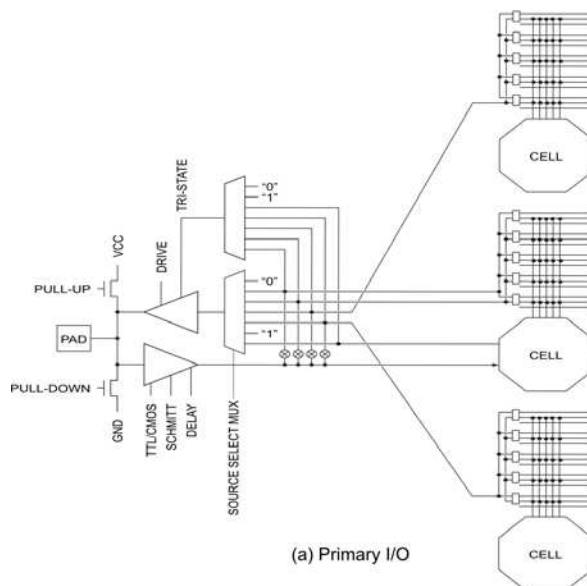 CELL
"0"
"1"
TRI-STATE
VCC
DRIVE
"0"
PULL-UP
PAD
"1"
CELL
PULL-DOWN
GND
TTL/CMOS
SCHMITT
DELAY
SOURCE SELECT MUX
(a) Primary I/O
CELL